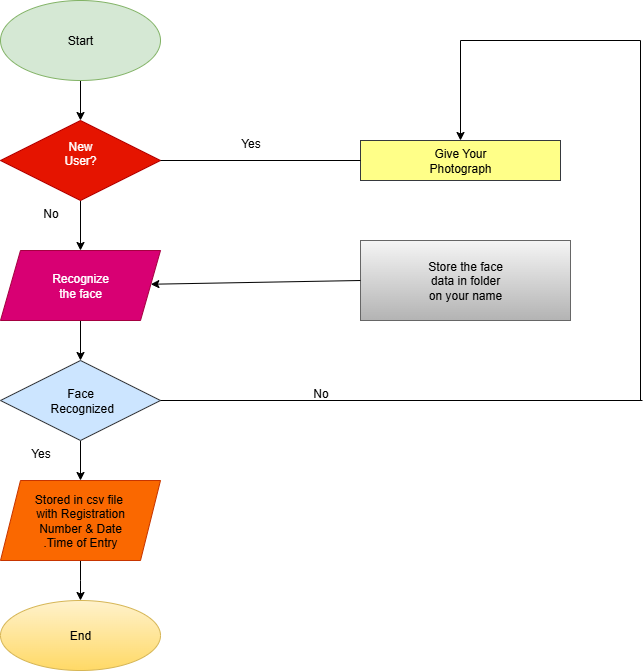 Start
New
User?
Yes
Give Your
Photograph
No
Recognize
the face
Store the face
data in folder
on your name
Face
Recognized
No
Yes
Stored in csv file
with Registration
Number & Date
.Time of Entry
End